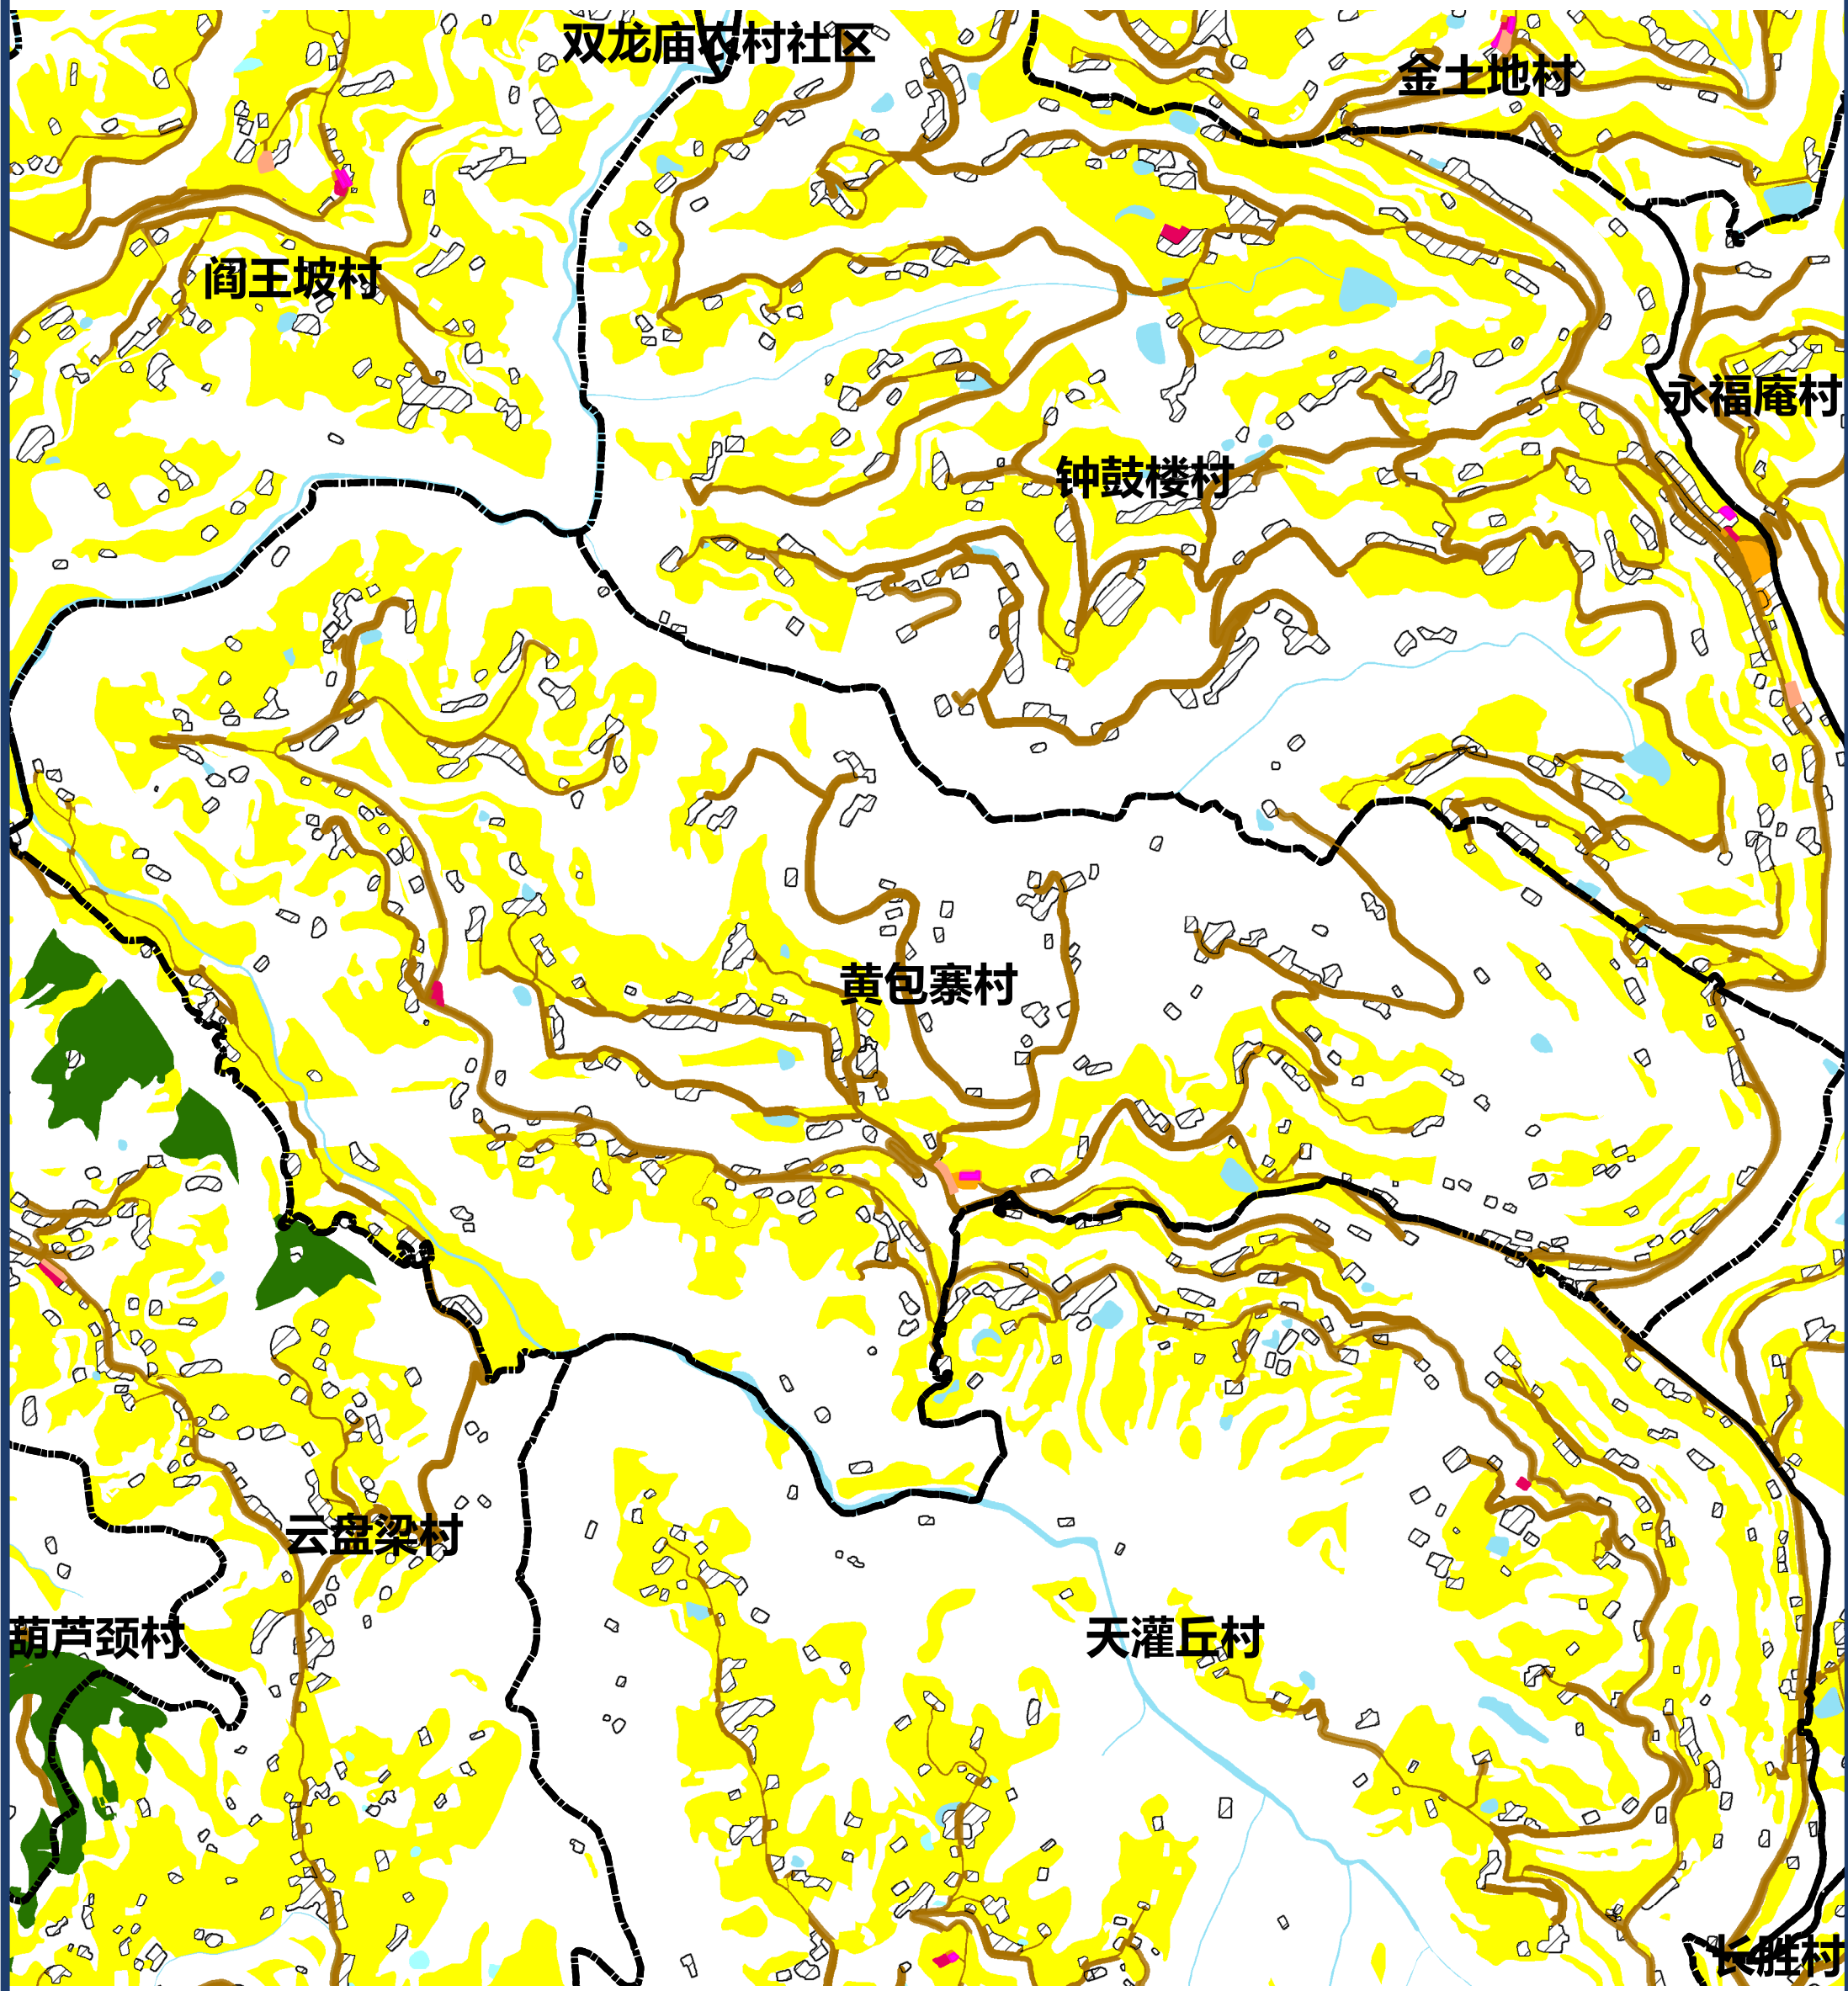 双龙庙农村社区
金土地村
阎王坡村
永福庵村
钟鼓楼村
黄包寨村
云盘梁村
葫芦颈村
天灌丘村
长胜村